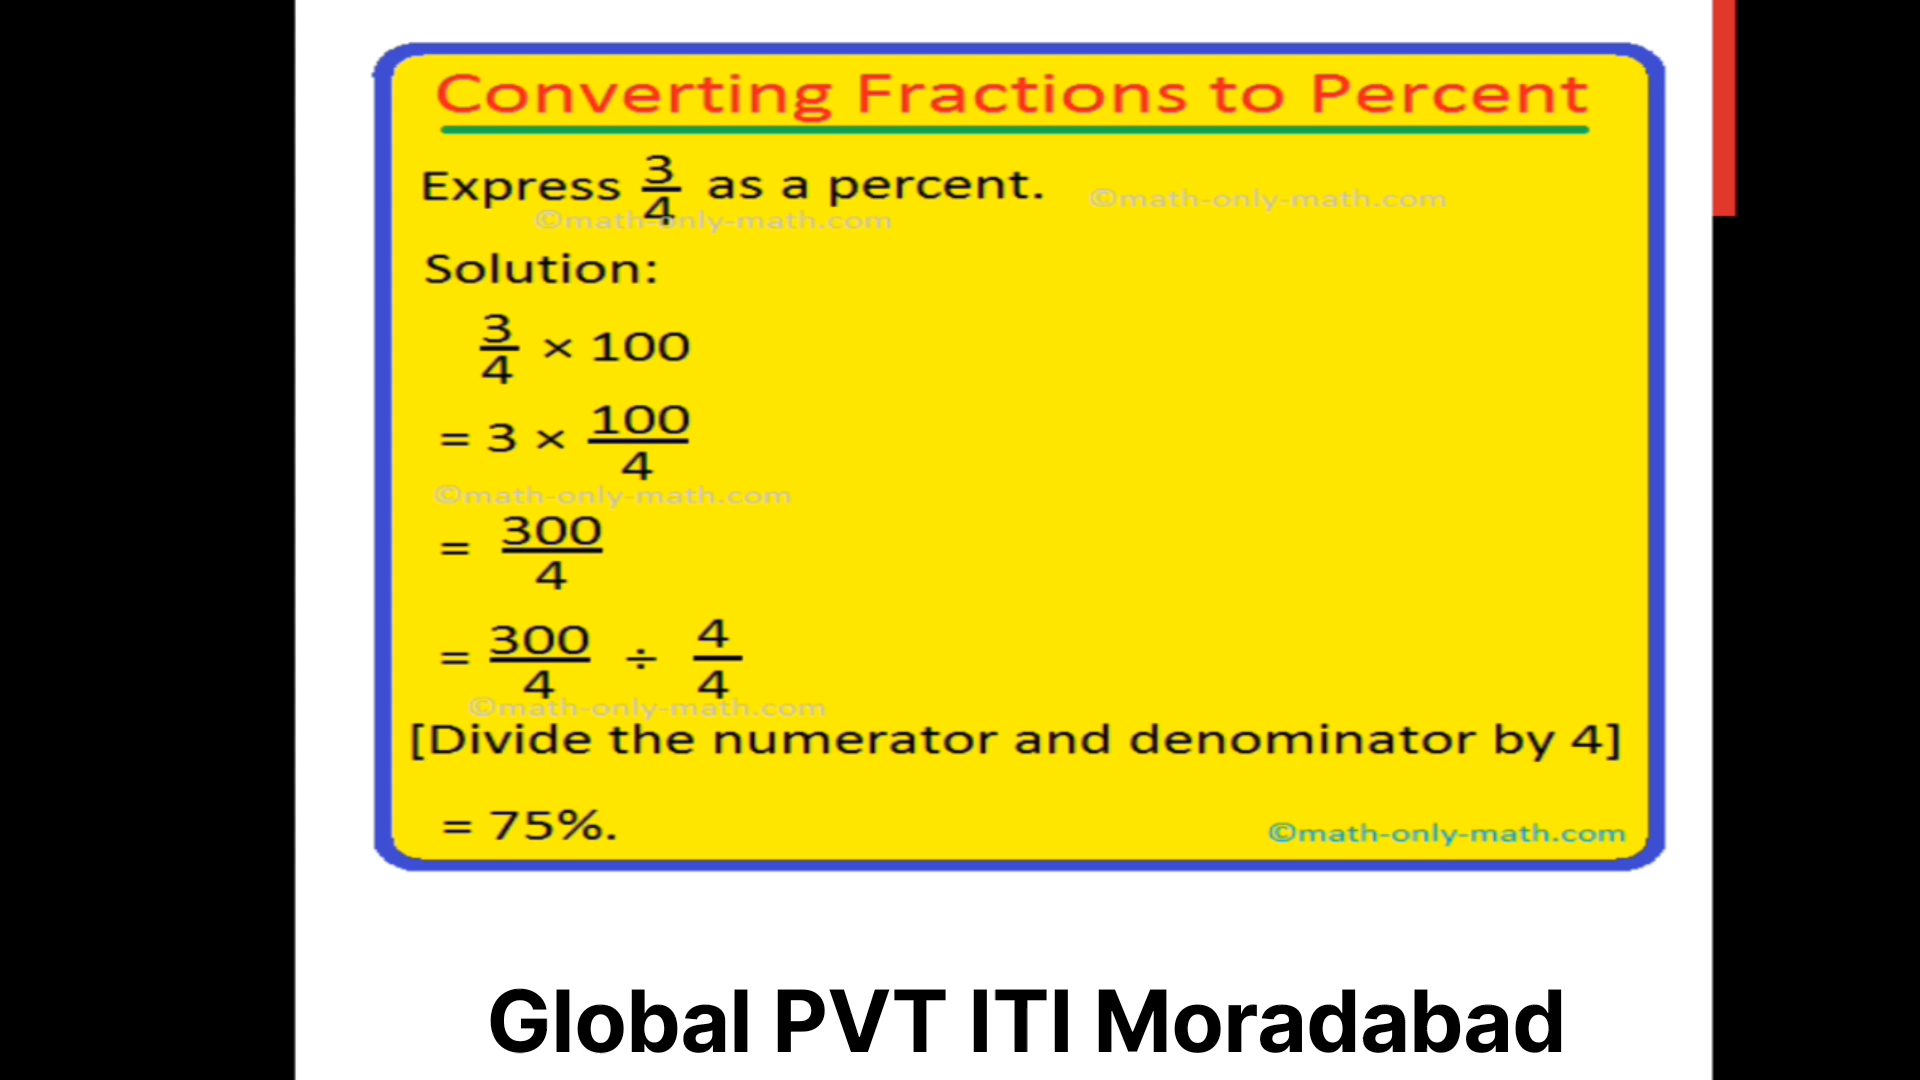 Converting Fractions to Percent
Express 3/4 as a percent.
©math-only-math.com
©math-only-math.com
Solution:
3/4 × 100
= 3 × 100/4
©math-only-math.com
= 300/4
= 300/4 ÷ 4/4
©math-only-math.com
[Divide the numerator and denominator by 4]
= 75%.
©math-only-math.com
Global PVT ITI Moradabad